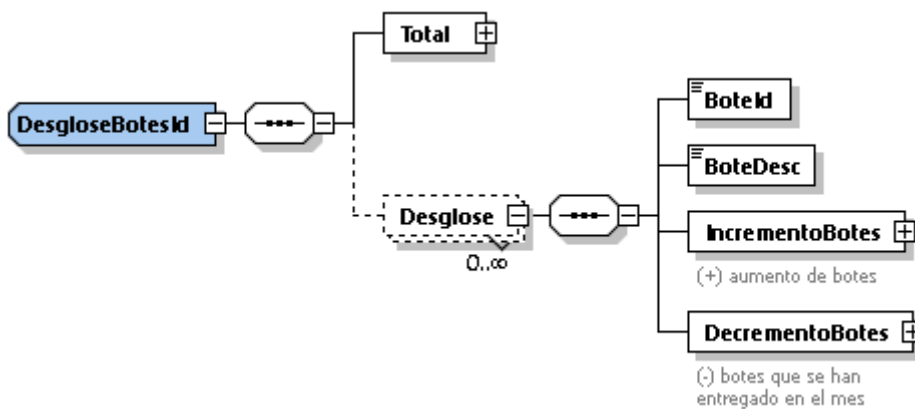 Total
DesgloseBotesId
BoteId
BoteDesc
Desglose
0..∞
IncrementoBotes
(+) aumento de botes
DecrementoBotes
(-) botes que se han
entregado en el mes